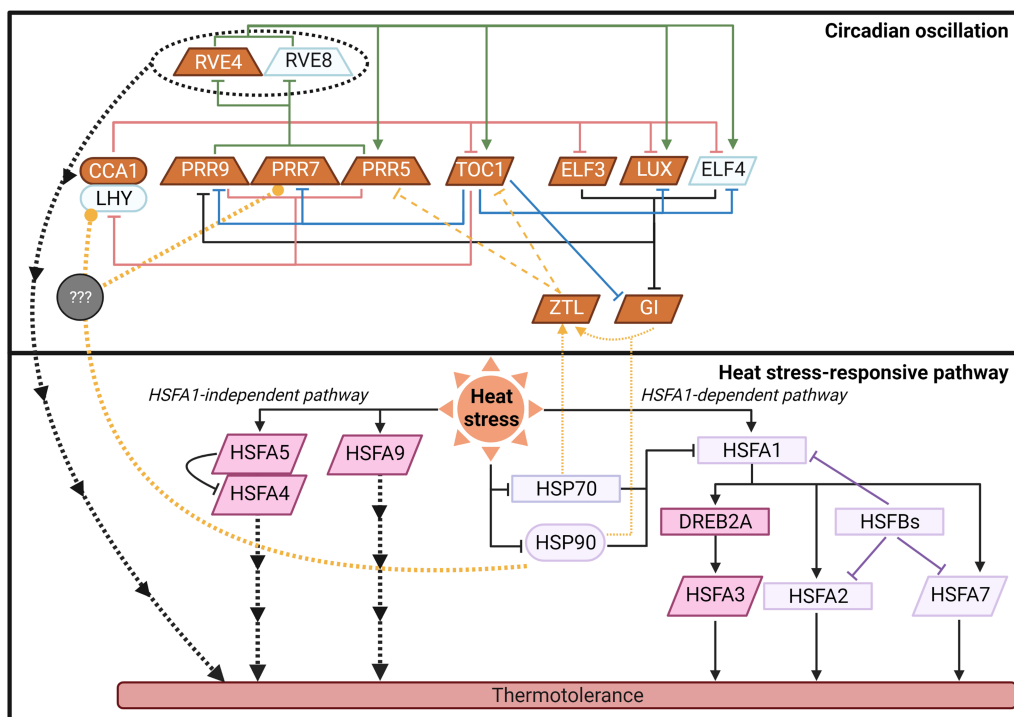 Circadian oscillation
RVE4
RVE8
CCA1
LHY
PRR9
PRR7
PRR5
TOC1
ELF3
LUX
ELF4
???
ZTL
GI
Heat stress-responsive pathway
HSFA1-independent pathway
Heat
stress
HSFA1-dependent pathway
HSFA5
HSFA4
HSFA9
HSP70
HSP90
HSFA1
DREB2A
HSFBs
HSFA3
HSFA2
HSFA7
Thermotolerance